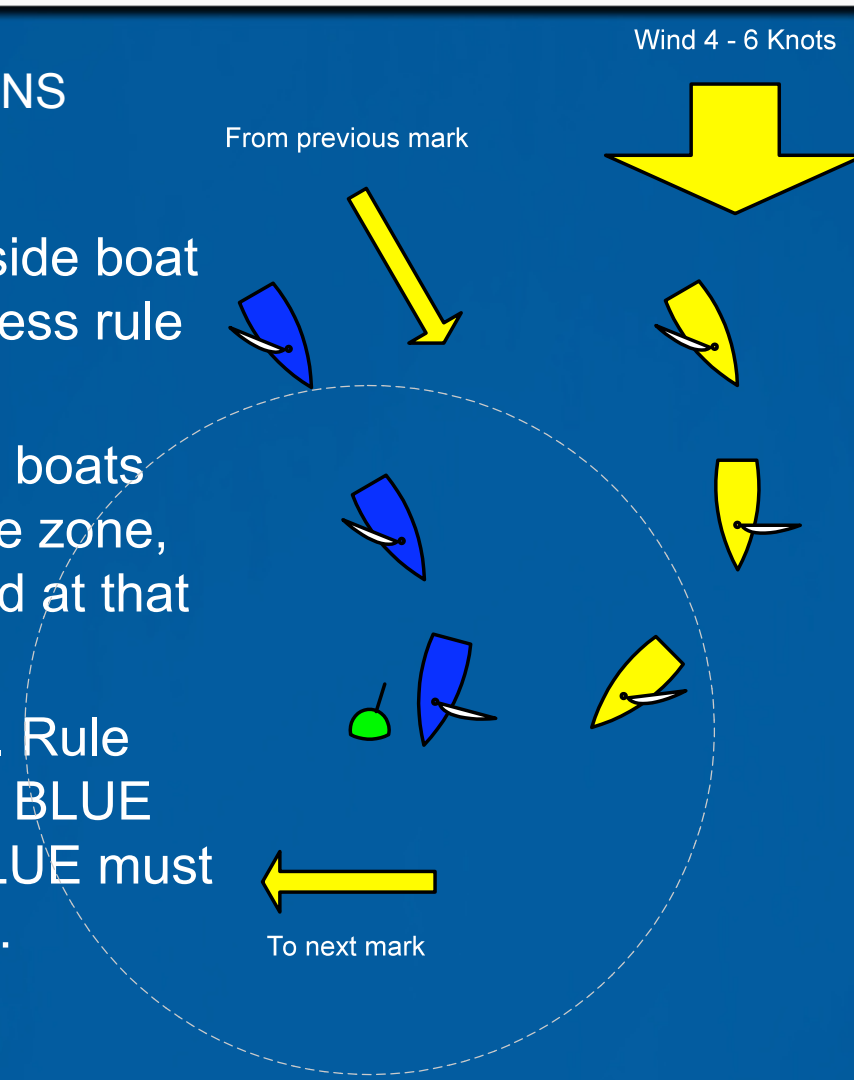 Wind 4 - 6 Knots
NS
From previous mark
side boat
ess rule
boats
e zone,
d at that
. Rule
BLUE
LUE must
.
To next mark